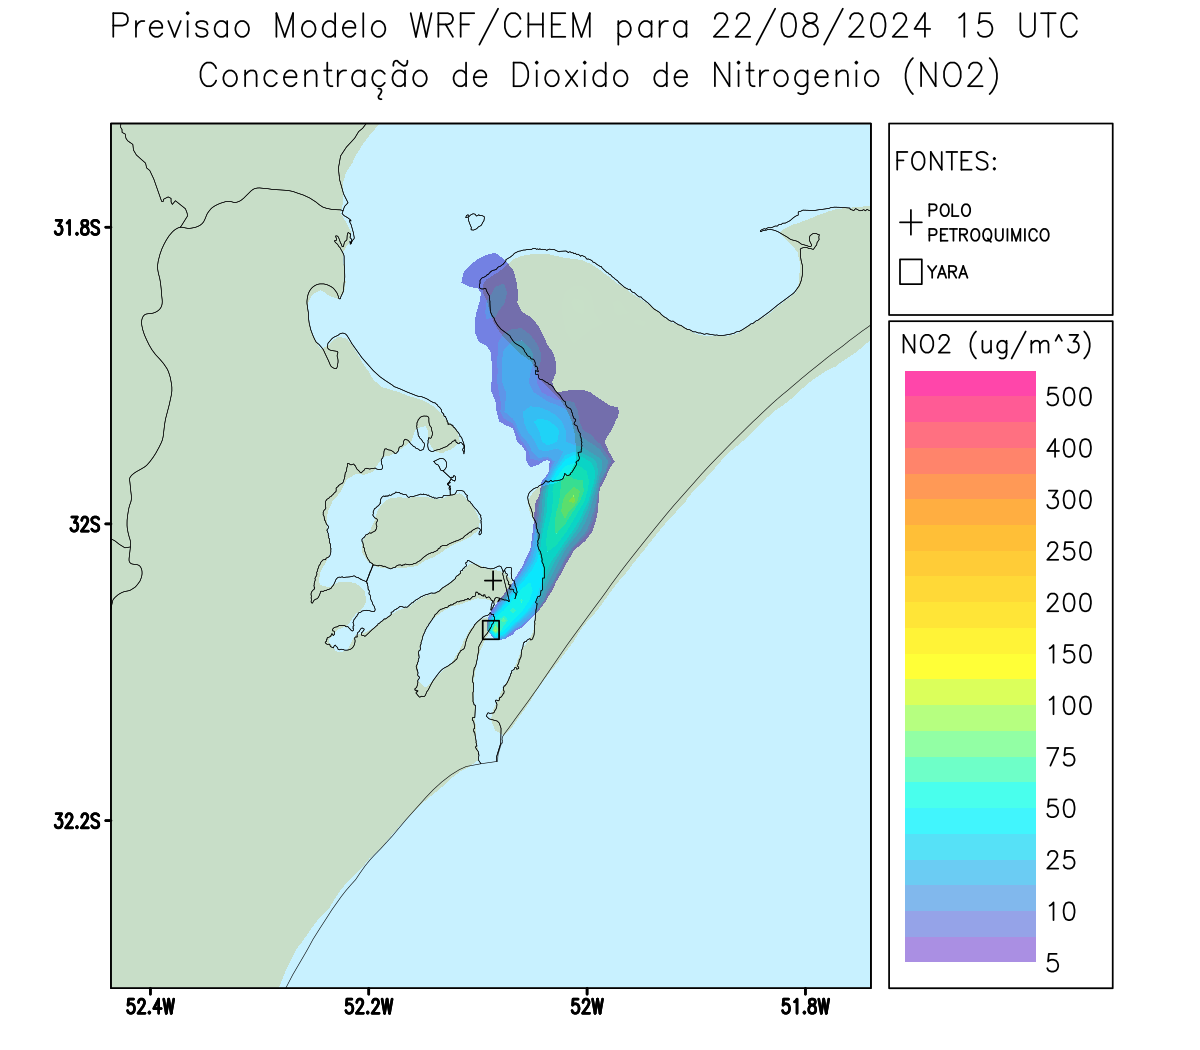 Previsao Modelo WRF/CHEM para 22/08/2024 15 UTC
Concentração de Dioxido de Nitrogenio (NO2)
FONTES:
POLO
PETROQUIMICO
YARA
NO2 (ug/m^3)
500
400
300
250
200
150
100
75
50
25
10
5
31.8S
32S
32.2S
52.4W
52.2W
52W
51.8W